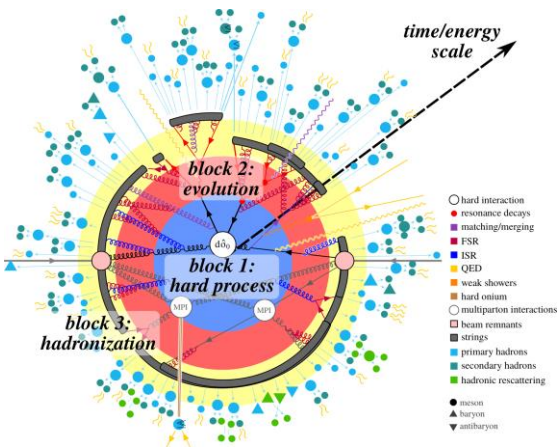 time/energy
scale
block 2:
evolution
dσ̂₀
block 1:
hard process
MPI
MPI
block 3:
hadronization
hard interaction
resonance decays
matching/merging
FSR
ISR
QED
weak showers
hard onium
multiparton interactions
beam remnants
strings
primary hadrons
secondary hadrons
hadronic rescattering
meson
baryon
antibaryon